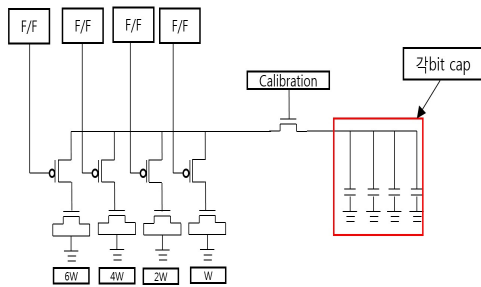 F/F F/F F/F F/F
Calibration
각bit cap
6W 4W 2W W